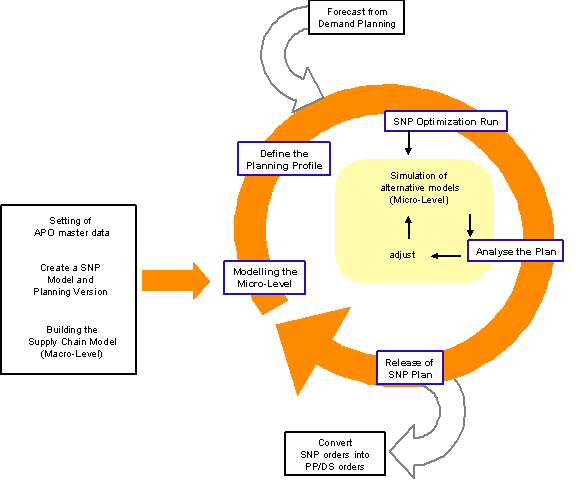 Forecast from
Demand Planning
SNP Optimization Run
Define the
Planning Profile
Simulation of
alternative models
(Micro-Level)
Setting of
APO master data
Create a SNP
Model and
Planning Version
Building the
Supply Chain Model
(Macro-Level)
Modelling the
Micro-Level
adjust
Analyse the Plan
Release of
SNP Plan
Convert
SNP orders into
PP/DS orders